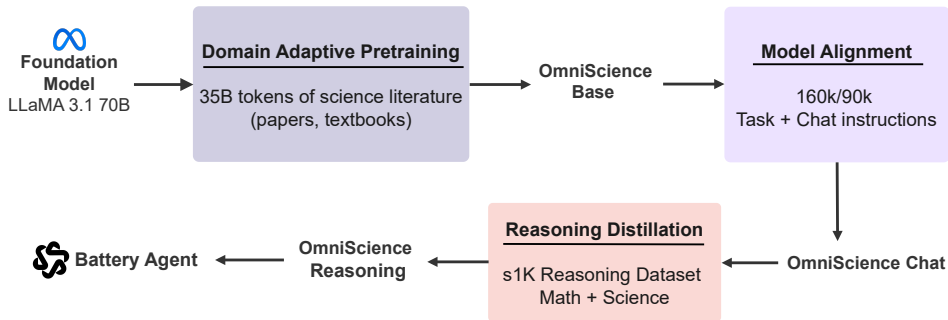 Foundation
Model
LLaMA 3.1 70B
Domain Adaptive Pretraining
35B tokens of science literature
(papers, textbooks)
OmniScience
Base
Model Alignment
160k/90k
Task + Chat instructions
OmniScience Chat
Reasoning Distillation
s1K Reasoning Dataset
Math + Science
OmniScience
Reasoning
Battery Agent